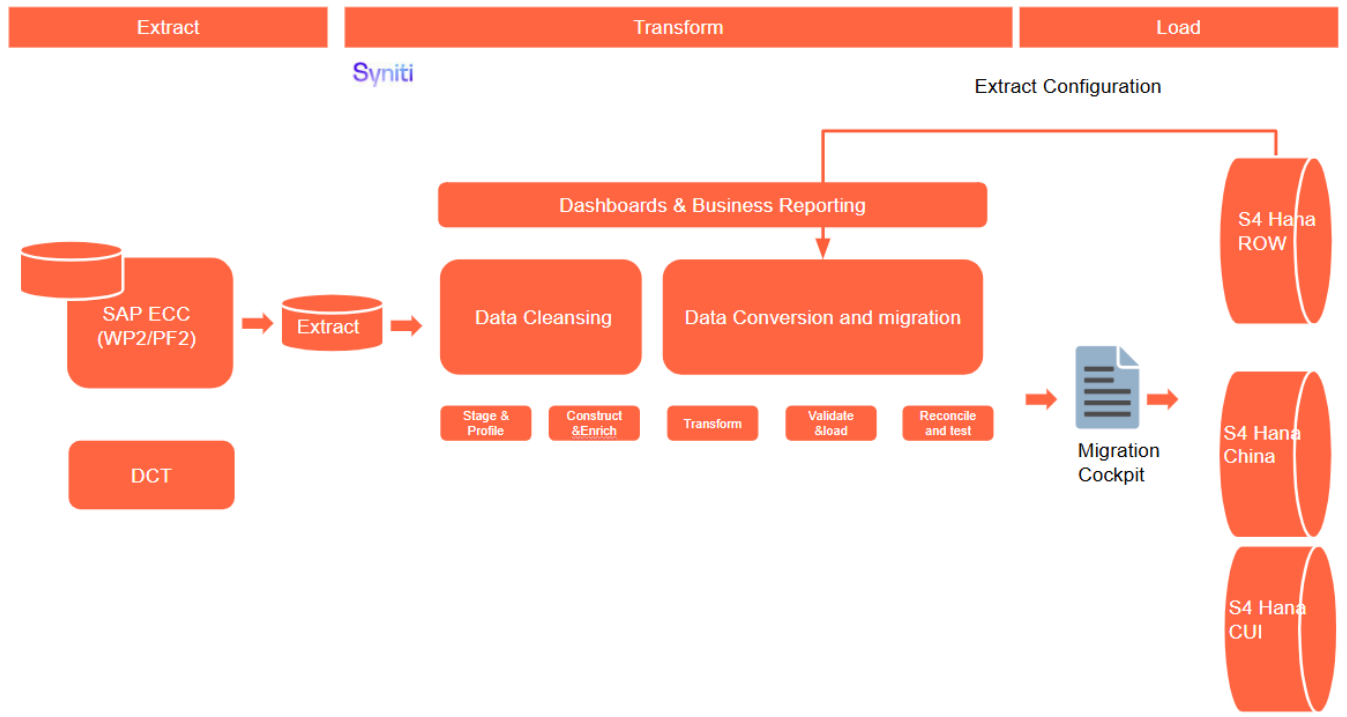 Extract
Transform
Load
Syniti
Extract Configuration
Dashboards & Business Reporting
S4 Hana
ROW
SAP ECC
(WP2/PF2)
Extract
Data Cleansing
Data Conversion and migration
Stage &
Profile
Construct
&Enrich
Transform
Validate
&load
Reconcile
and test
Migration
Cockpit
S4 Hana
China
DCT
S4 Hana
CUI